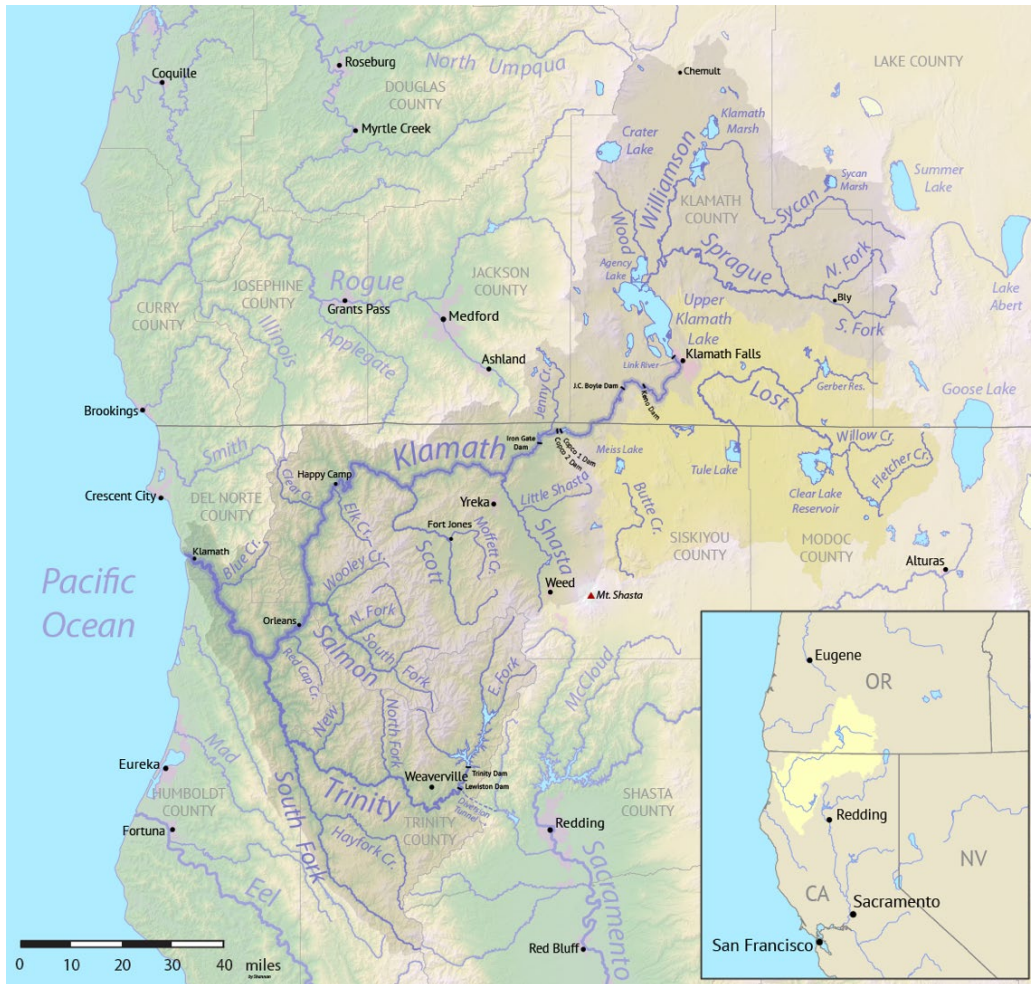 Coquille
Roseburg
North Umpqua
DOUGLAS
COUNTY
Myrtle Creek
Chemult
LAKE COUNTY
Klamath
Marsh
Crater
Lake
Williamson
Sycan
Marsh
Summer
Lake
KLAMATH
COUNTY
Sycan
Wood
Sprague
N. Fork
Agency
Lake
Lake
Abert
Rogue
JACKSON
COUNTY
JOSEPHINE
COUNTY
CURRY
COUNTY
Grants Pass
Medford
Illinois
Applegate
Upper
Klamath
Lake
Bly
S. Fork
Ashland
Link River
Klamath Falls
Jenny Cr.
J.C. Boyle Dam
Keno Dam
Lost
Gerber Res.
Goose Lake
Brookings
Smith
Klamath
Iron Gate
Dam
Copco 1 Dam
Copco 2 Dam
Meiss Lake
Tule Lake
Willow Cr.
Fletcher Cr.
Clear Lake
Reservoir
Happy Camp
Clear Cr.
Crescent City
DEL NORTE
COUNTY
Elk Cr.
Yreka
Little Shasta
Butte Cr.
Fort Jones
Moffett Cr.
Scott
Shasta
SISKIYOU
COUNTY
MODOC
COUNTY
Alturas
Klamath
Blue Cr.
Wooley Cr.
Weed
Mt. Shasta
Pacific
Ocean
Orleans
N. Fork
Salmon
South Fork
Red Cap Cr.
New
North Fork
E. Fork
McCloud
Mad
Eureka
HUMBOLDT
COUNTY
Fortuna
Eel
South Fork
Trinity
Weaverville
Trinity Dam
Lewiston Dam
TRINITY
COUNTY
Diversion
Tunnel
Hayfork Cr.
SHASTA
COUNTY
Redding
Sacramento
Red Bluff
0 10 20 30 40 miles
by Shannon
Eugene
OR
Redding
NV
CA
Sacramento
San Francisco